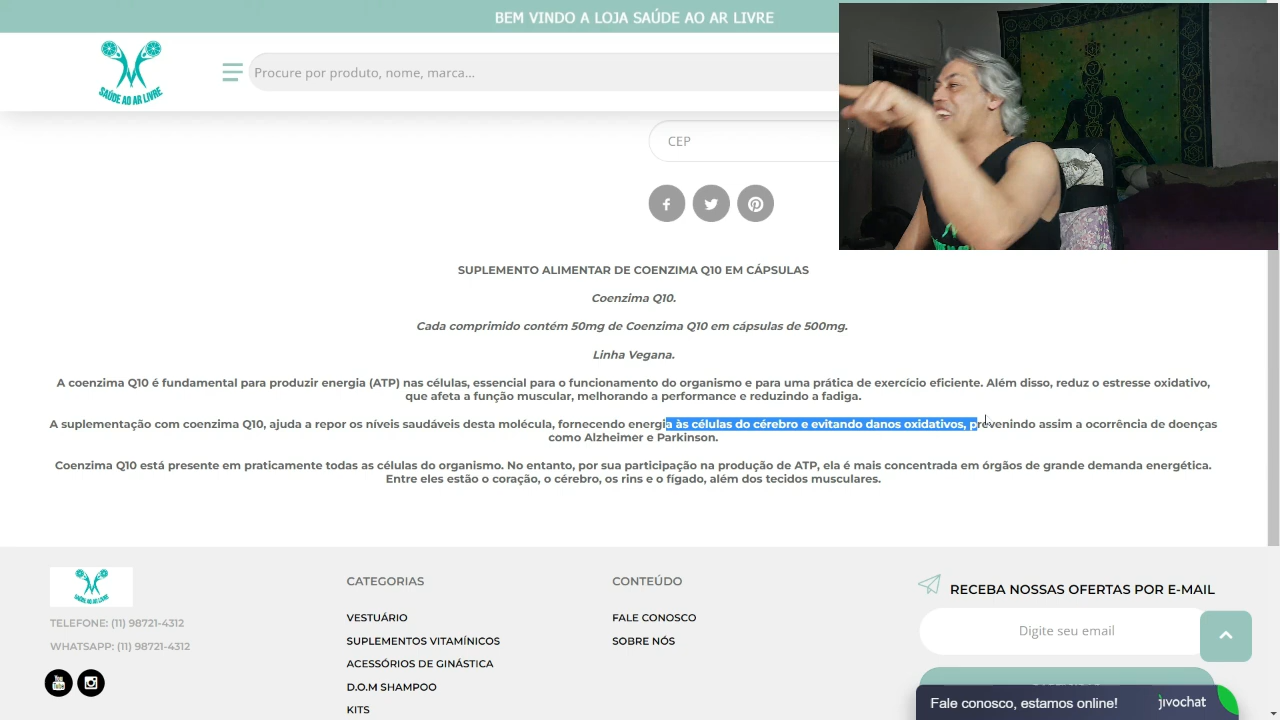 BEM VINDO A LOJA SAÚDE AO AR LIVRE
SAÚDE AO AR LIVRE
Procure por produto, nome, marca...
CEP
SUPLEMENTO ALIMENTAR DE COENZIMA Q10 EM CÁPSULAS
Coenzima Q10.
Cada comprimido contém 50mg de Coenzima Q10 em cápsulas de 500mg.
Linha Vegana.
A coenzima Q10 é fundamental para produzir energia (ATP) nas células, essencial para o funcionamento do organismo e para uma prática de exercício eficiente. Além disso, reduz o estresse oxidativo,
que afeta a função muscular, melhorando a performance e reduzindo a fadiga.
A suplementação com coenzima Q10, ajuda a repor os níveis saudáveis desta molécula, fornecendo energia às células do cérebro e evitando danos oxidativos, prevenindo assim a ocorrência de doenças
como Alzheimer e Parkinson.
Coenzima Q10 está presente em praticamente todas as células do organismo. No entanto, por sua participação na produção de ATP, ela é mais concentrada em órgãos de grande demanda energética.
Entre eles estão o coração, o cérebro, os rins e o fígado, além dos tecidos musculares.
SAÚDE AO AR LIVRE
TELEFONE: (11) 98721-4312
WHATSAPP: (11) 98721-4312
You Tube
CATEGORIAS
VESTUÁRIO
SUPLEMENTOS VITAMÍNICOS
ACESSÓRIOS DE GINÁSTICA
D.O.M SHAMPOO
KITS
CONTEÚDO
FALE CONOSCO
SOBRE NÓS
RECEBA NOSSAS OFERTAS POR E-MAIL
Digite seu email
Fale conosco, estamos online!
jivochat